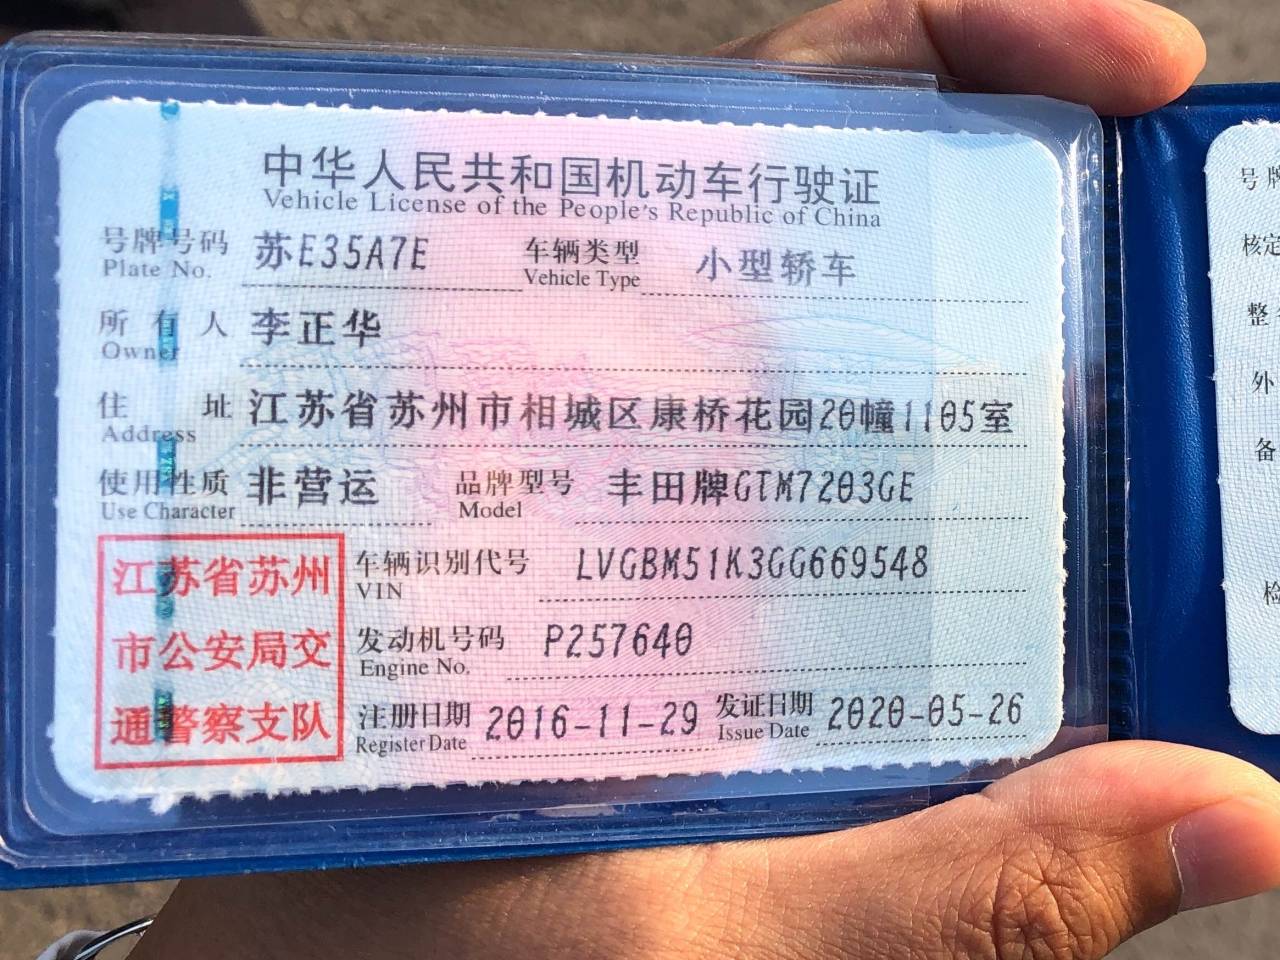 中华人民共和国机动车行驶证
Vehicle License of the People's Republic of China
号牌号码 苏E35A7E 车辆类型 小型轿车
Plate No. Vehicle Type
所有人 李正华
Owner
住址 江苏省苏州市相城区康桥花园20幢1105室
Address
使用性质 非营运 品牌型号 丰田牌GTM7203GE
Use Character Model
江苏省苏州
市公安局交
通警察支队
车辆识别代号 LVGBM51K3GG669548
VIN
发动机号码 P257640
Engine No.
注册日期 2016-11-29 发证日期 2020-05-26
Register Date Issue Date
号牌
核定
整
外
备
检